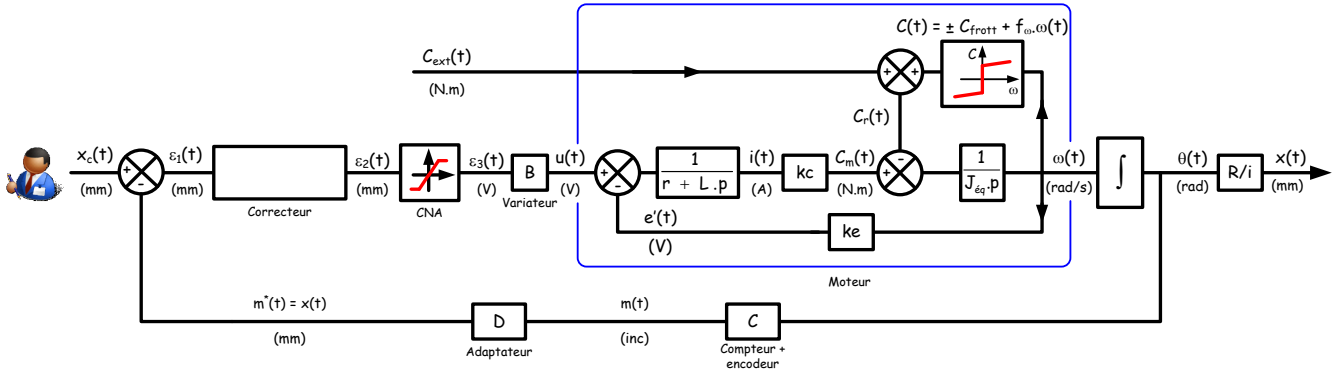 C(t) = ± Cfrott + fω.ω(t)
Cext(t)
(N.m)
C
ω
Cr(t)
xc(t)
(mm)
+
-
ε1(t)
(mm)
Correcteur
ε2(t)
(mm)
CNA
ε3(t)
(V)
B
Variateur
u(t)
(V)
+
-
1
r + L.p
i(t)
(A)
kc
Cm(t)
(N.m)
+
-
+
+
1
Jéq.p
ω(t)
(rad/s)
∫
θ(t)
(rad)
R/i
x(t)
(mm)
e'(t)
(V)
ke
Moteur
m*(t) = x(t)
(mm)
D
Adaptateur
m(t)
(inc)
C
Compteur +
encodeur